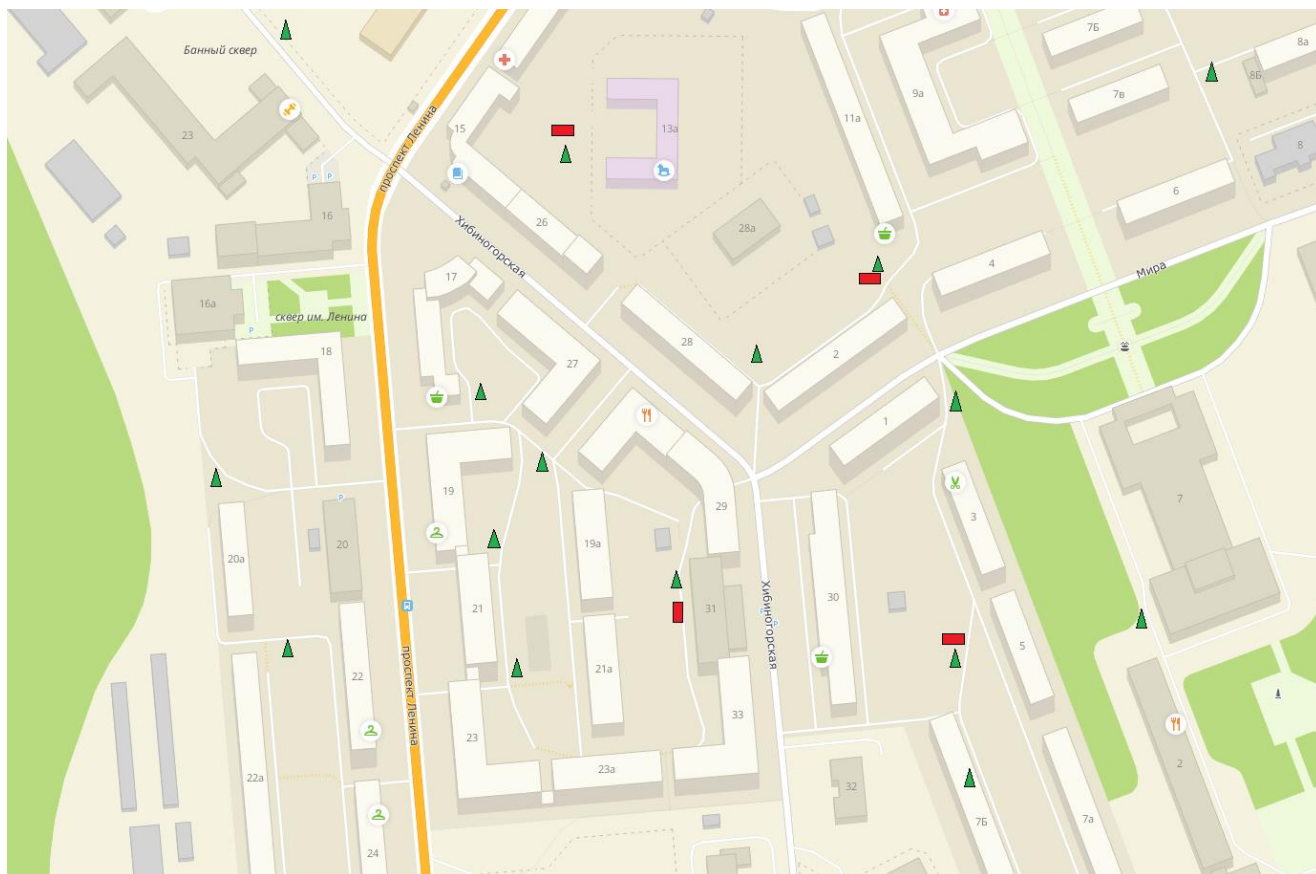 Банный сквер
7Б
8а
8Б
23
15
13а
11а
9а
7в
8
проспект Ленина
Р Р
16
26
28а
6
Хибиногорская
17
4
Мира
16а
сквер им. Ленина
Р
18
27
28
2
1
19
29
3
7
Р
20а
20
19а
21
31
30
5
Хибиногорская
Р
Р
22
21а
проспект Ленина
33
23
23а
22а
32
2
7Б
7а
24